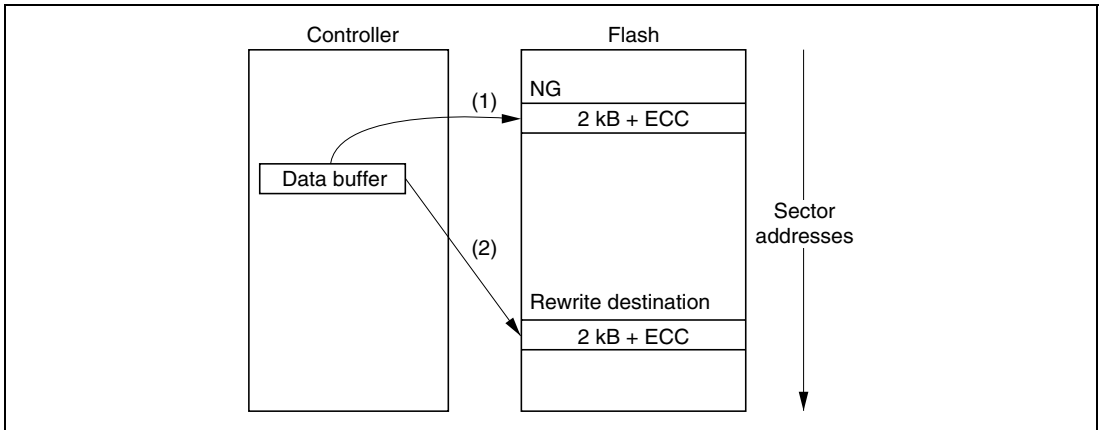 Controller
Flash
NG
(1)
2 kB + ECC
Data buffer
Sector
addresses
(2)
Rewrite destination
2 kB + ECC